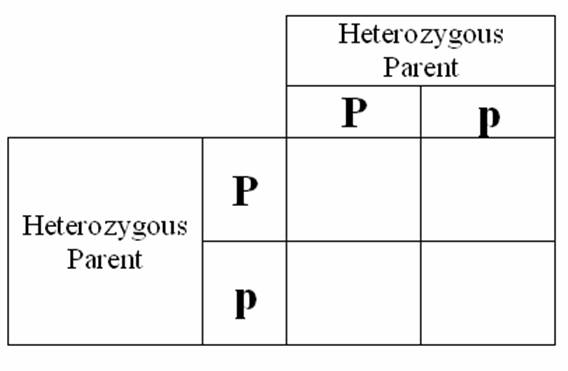 Heterozygous
Parent
P p
P
Heterozygous
Parent
p